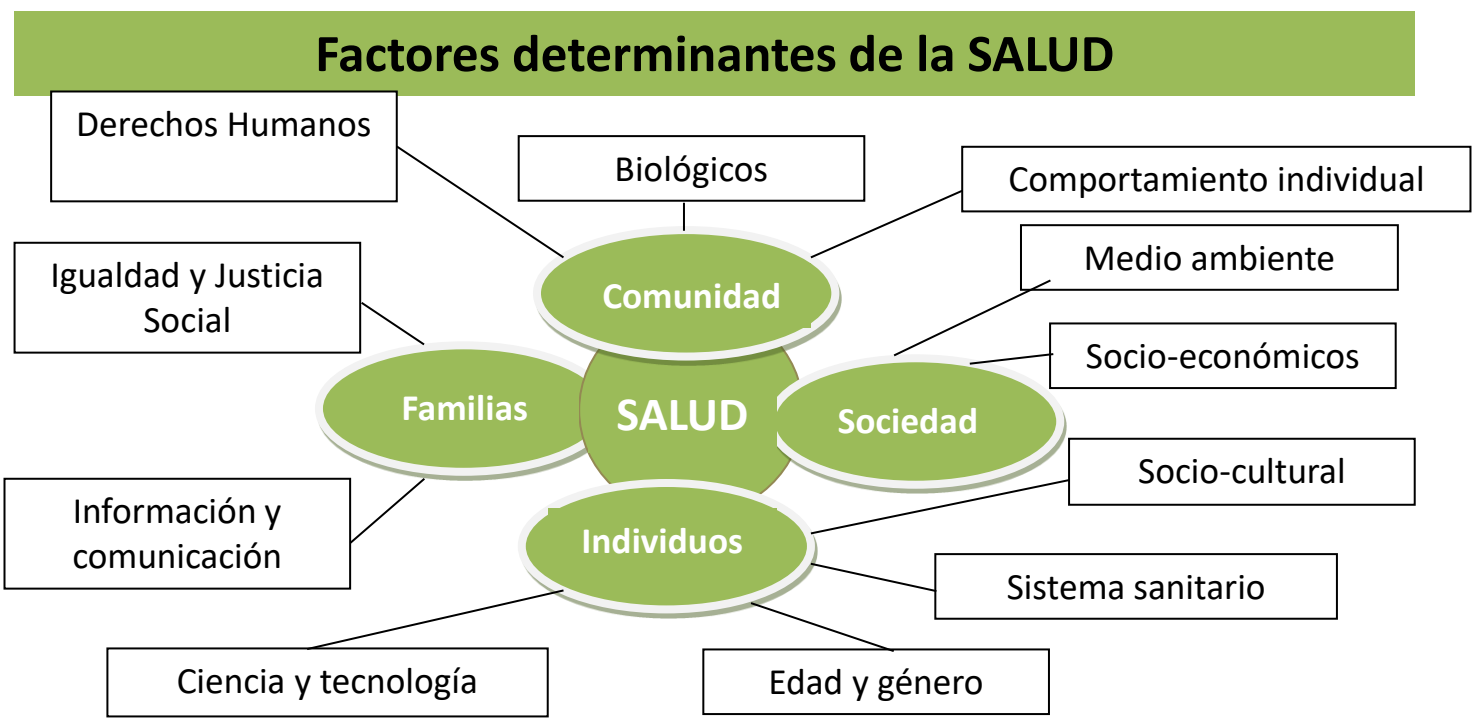 Factores determinantes de la SALUD
Derechos Humanos
Biológicos
Comportamiento individual
Igualdad y Justicia
Social
Medio ambiente
Comunidad
Socio-económicos
Familias
SALUD
Sociedad
Socio-cultural
Información y
comunicación
Individuos
Sistema sanitario
Ciencia y tecnología
Edad y género